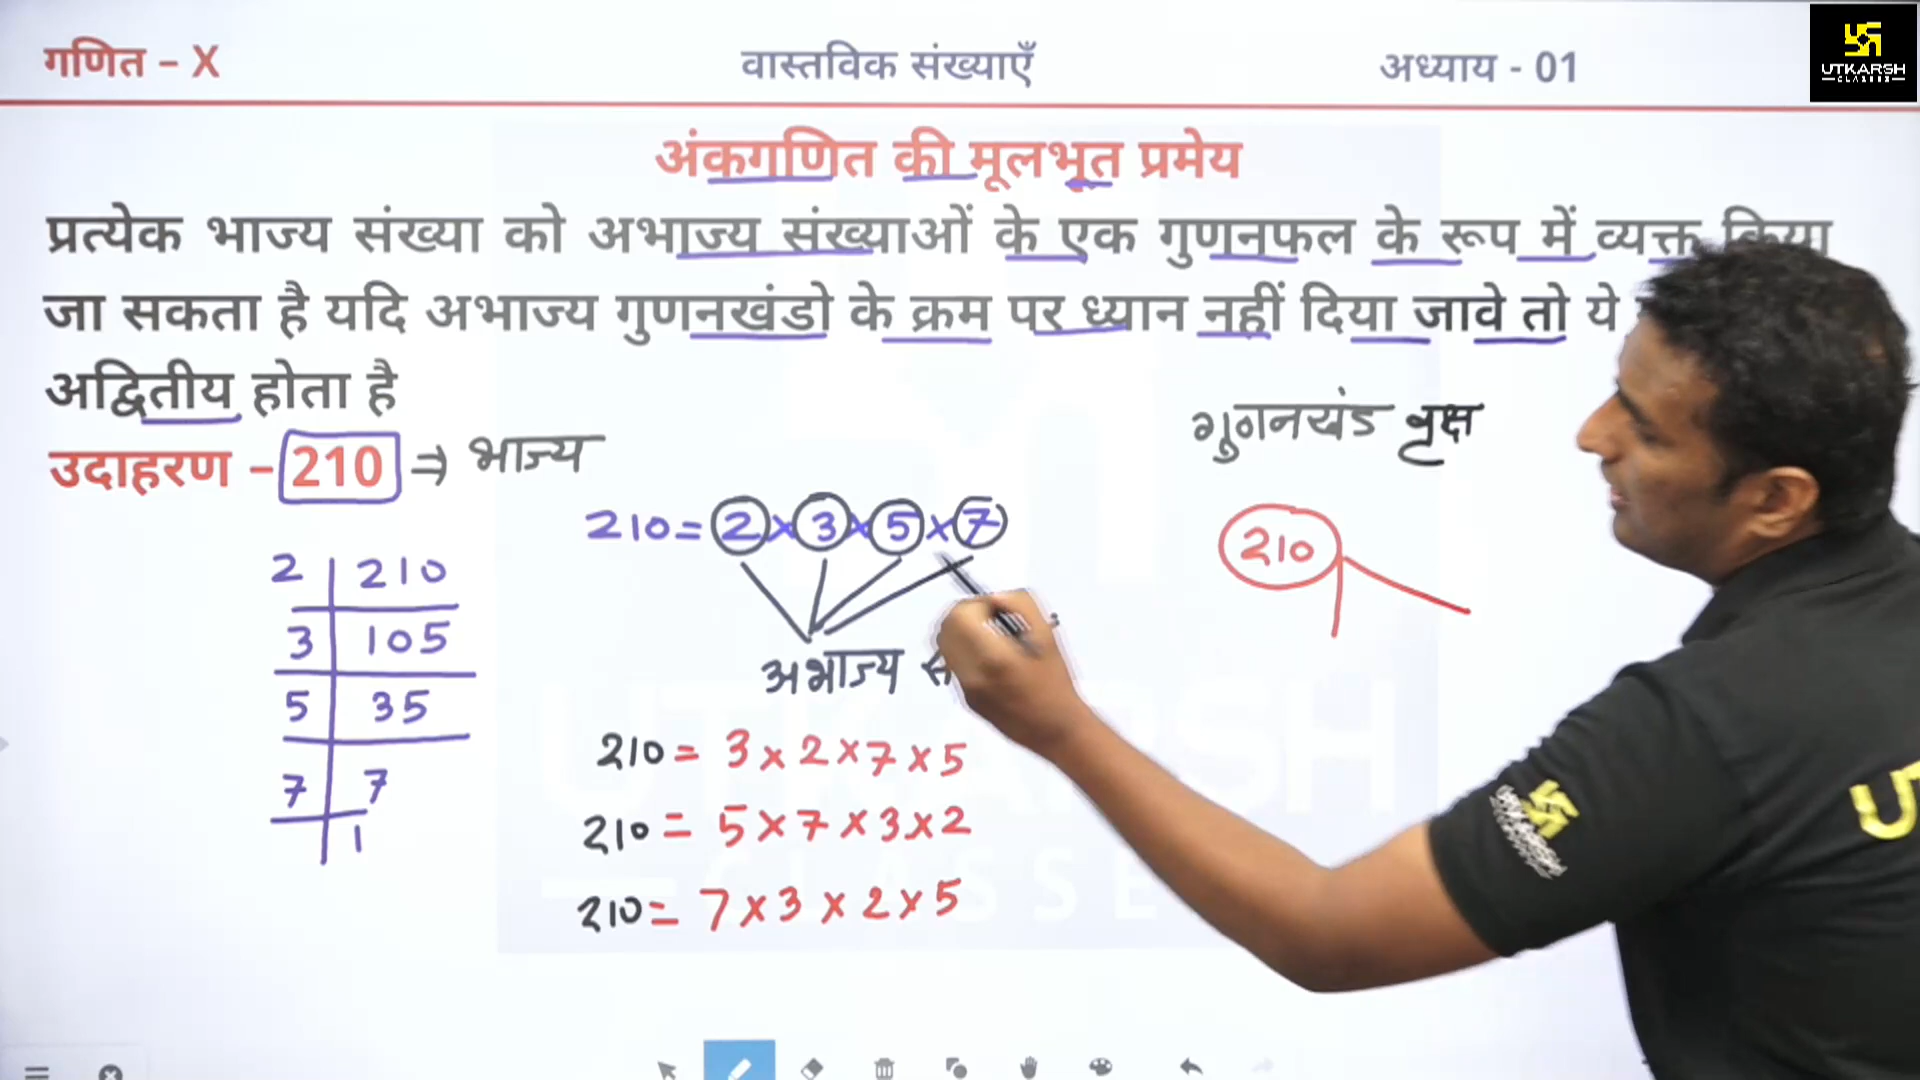 गणित – X
वास्तविक संख्याएँ
अध्याय - 01
UTKARSH
CLASSES
अंकगणित की मूलभूत प्रमेय
प्रत्येक भाज्य संख्या को अभाज्य संख्याओं के एक गुणनफल के रूप में व्यक्त किया
जा सकता है यदि अभाज्य गुणनखंडो के क्रम पर ध्यान नहीं दिया जावे तो ये
अद्वितीय होता है
उदाहरण – 210 ⇒ भाज्य
2 | 210
3 | 105
5 | 35
7 | 7
1
210 = 2 × 3 × 5 × 7
अभाज्य
210 = 3 × 2 × 7 × 5
210 = 5 × 7 × 3 × 2
210 = 7 × 3 × 2 × 5
गुणनखंड वृक्ष
210